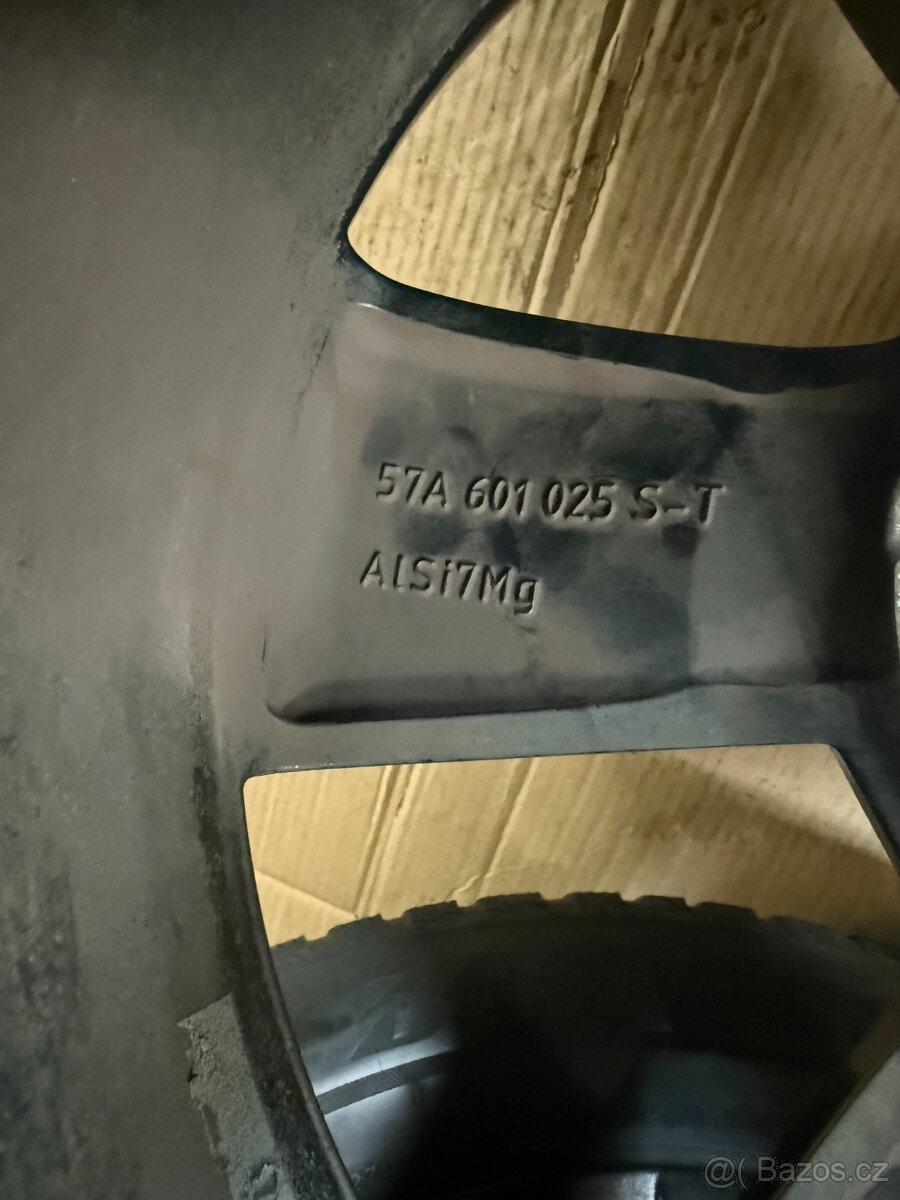 57A 601 025 S-T
AlSi7Mg
@( Bazos.cz